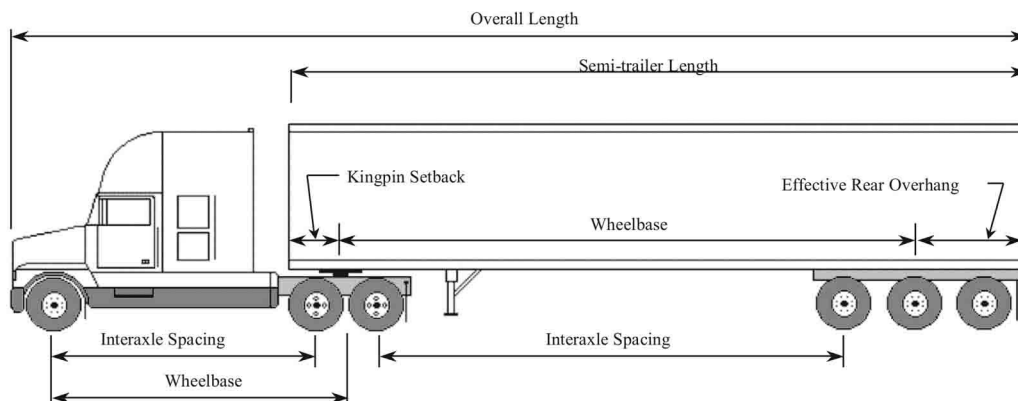 Overall Length
Semi-trailer Length
Kingpin Setback
Effective Rear Overhang
Wheelbase
Interaxle Spacing
Interaxle Spacing
Wheelbase